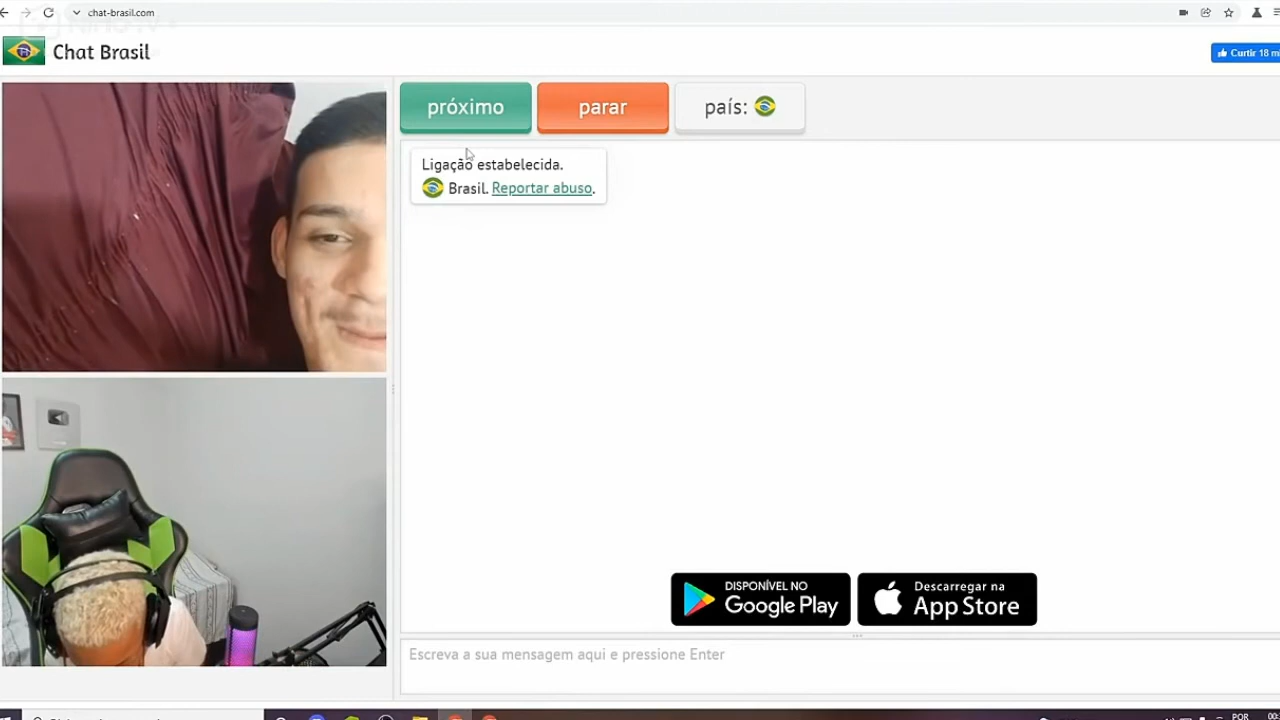 chat-brasil.com
Chat Brasil
Curtir 18 m
próximo
parar
país:
Ligação estabelecida.
Brasil. Reportar abuso.
DISPONÍVEL NO
Google Play
Descarregar na
App Store
Escreva a sua mensagem aqui e pressione Enter
POR